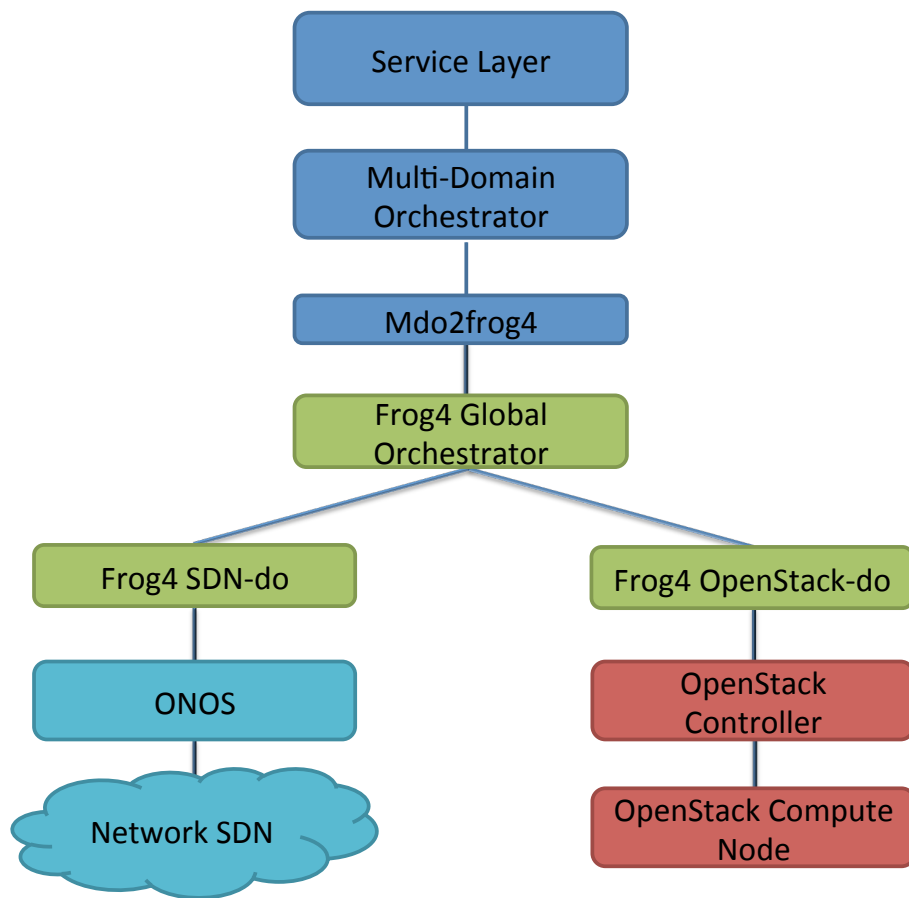 Service Layer
Multi-Domain
Orchestrator
Mdo2frog4
Frog4 Global
Orchestrator
Frog4 SDN-do
Frog4 OpenStack-do
ONOS
OpenStack
Controller
Network SDN
OpenStack Compute
Node